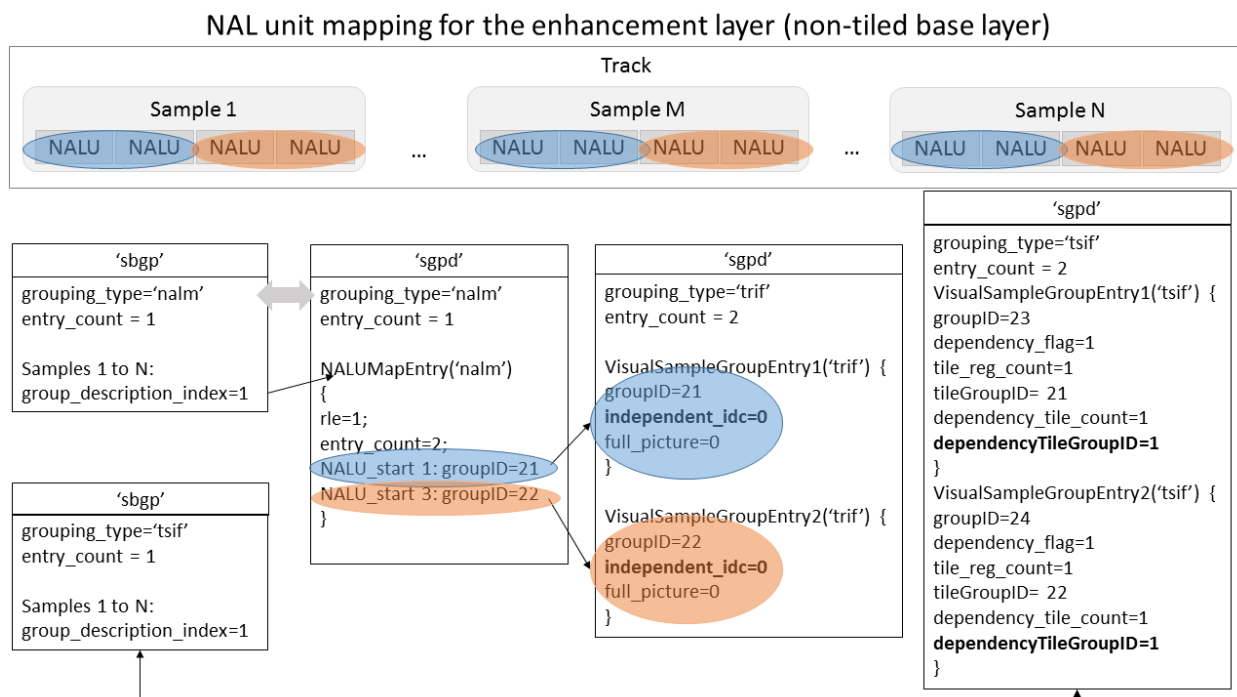 NAL unit mapping for the enhancement layer (non-tiled base layer)
Track
Sample 1
NALU NALU NALU NALU
...
Sample M
NALU NALU NALU NALU
...
Sample N
NALU NALU NALU NALU
‘sbgp’
grouping_type=‘nalm’
entry_count = 1
Samples 1 to N:
group_description_index=1
‘sbgp’
grouping_type=‘tsif’
entry_count = 1
Samples 1 to N:
group_description_index=1
‘sgpd’
grouping_type=‘nalm’
entry_count = 1
NALUMapEntry(‘nalm’)
{
rle=1;
entry_count=2;
NALU_start 1: groupID=21
NALU_start 3: groupID=22
}
‘sgpd’
grouping_type=‘trif’
entry_count = 2
VisualSampleGroupEntry1(‘trif’) {
groupID=21
independent_idc=0
full_picture=0
}
VisualSampleGroupEntry2(‘trif’) {
groupID=22
independent_idc=0
full_picture=0
}
‘sgpd’
grouping_type=‘tsif’
entry_count = 2
VisualSampleGroupEntry1(‘tsif’) {
groupID=23
dependency_flag=1
tile_reg_count=1
tileGroupID= 21
dependency_tile_count=1
dependencyTileGroupID=1
}
VisualSampleGroupEntry2(‘tsif’) {
groupID=24
dependency_flag=1
tile_reg_count=1
tileGroupID= 22
dependency_tile_count=1
dependencyTileGroupID=1
}